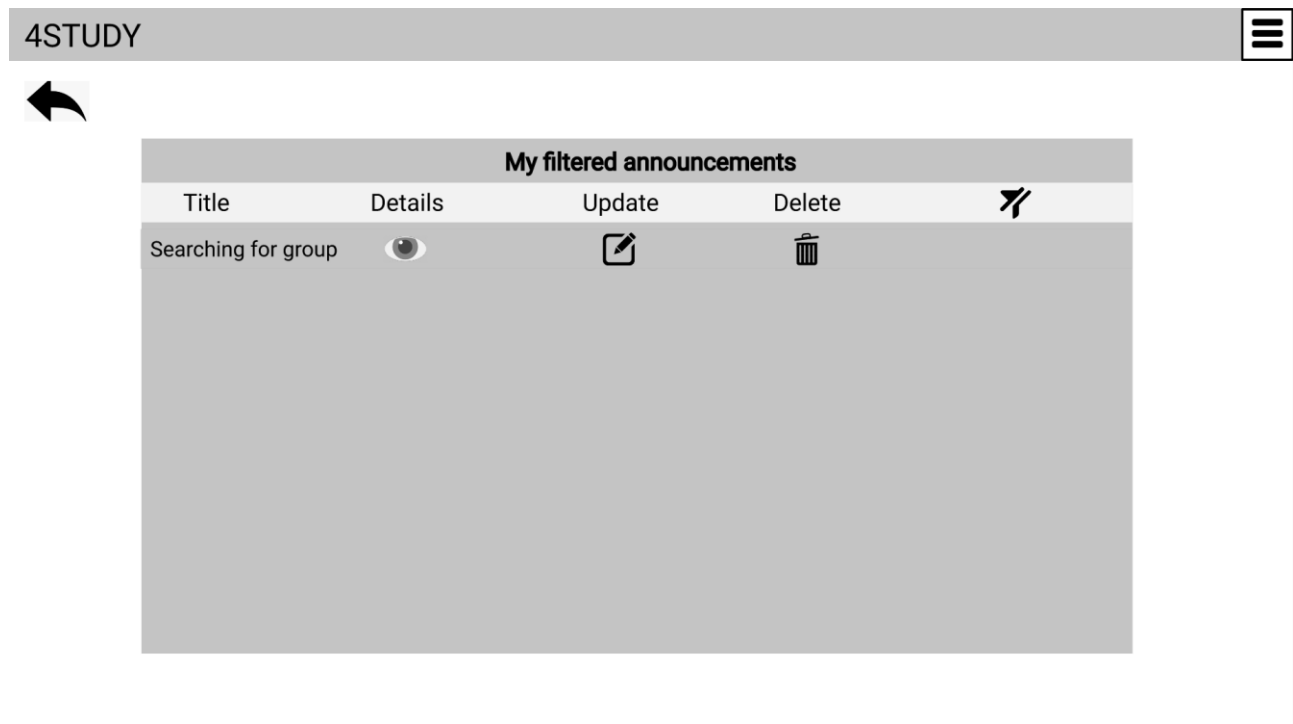 4STUDY
My filtered announcements
Title Details Update Delete
Searching for group